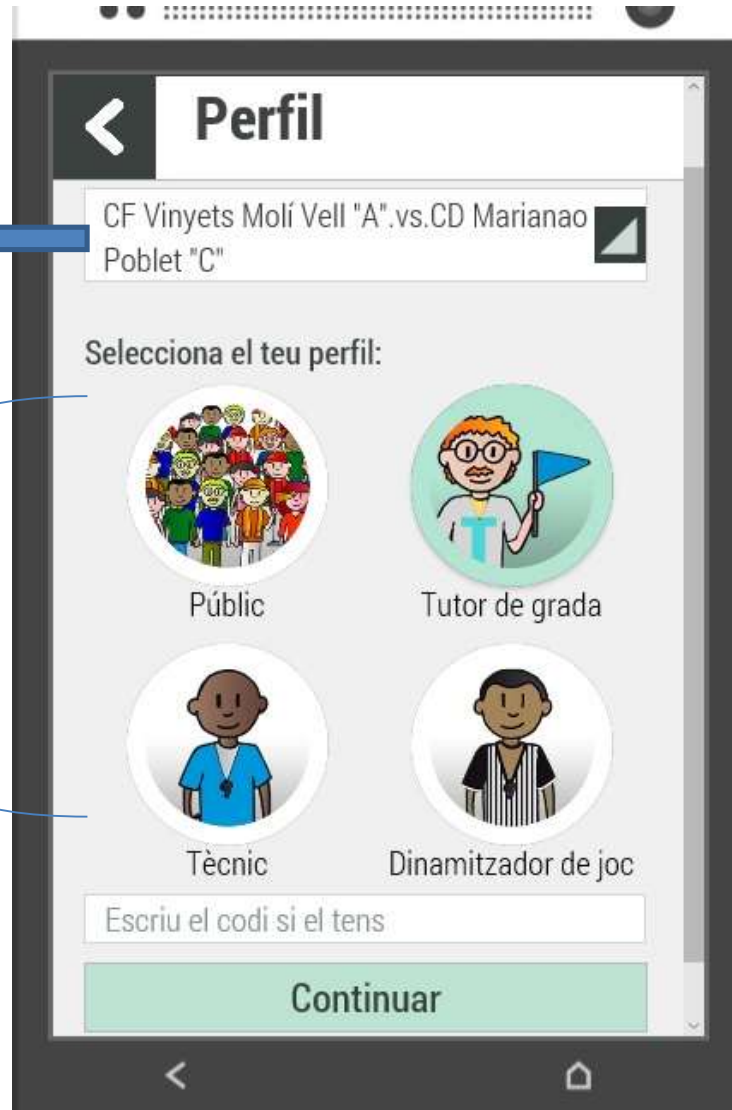 Perfil
CF Vinyets Molí Vell "A".vs.CD Marianao
Poblet "C"
Selecciona el teu perfil:
Públic
Tutor de grada
Tècnic
Dinamitzador de joc
Escriu el codi si el tens
Continuar